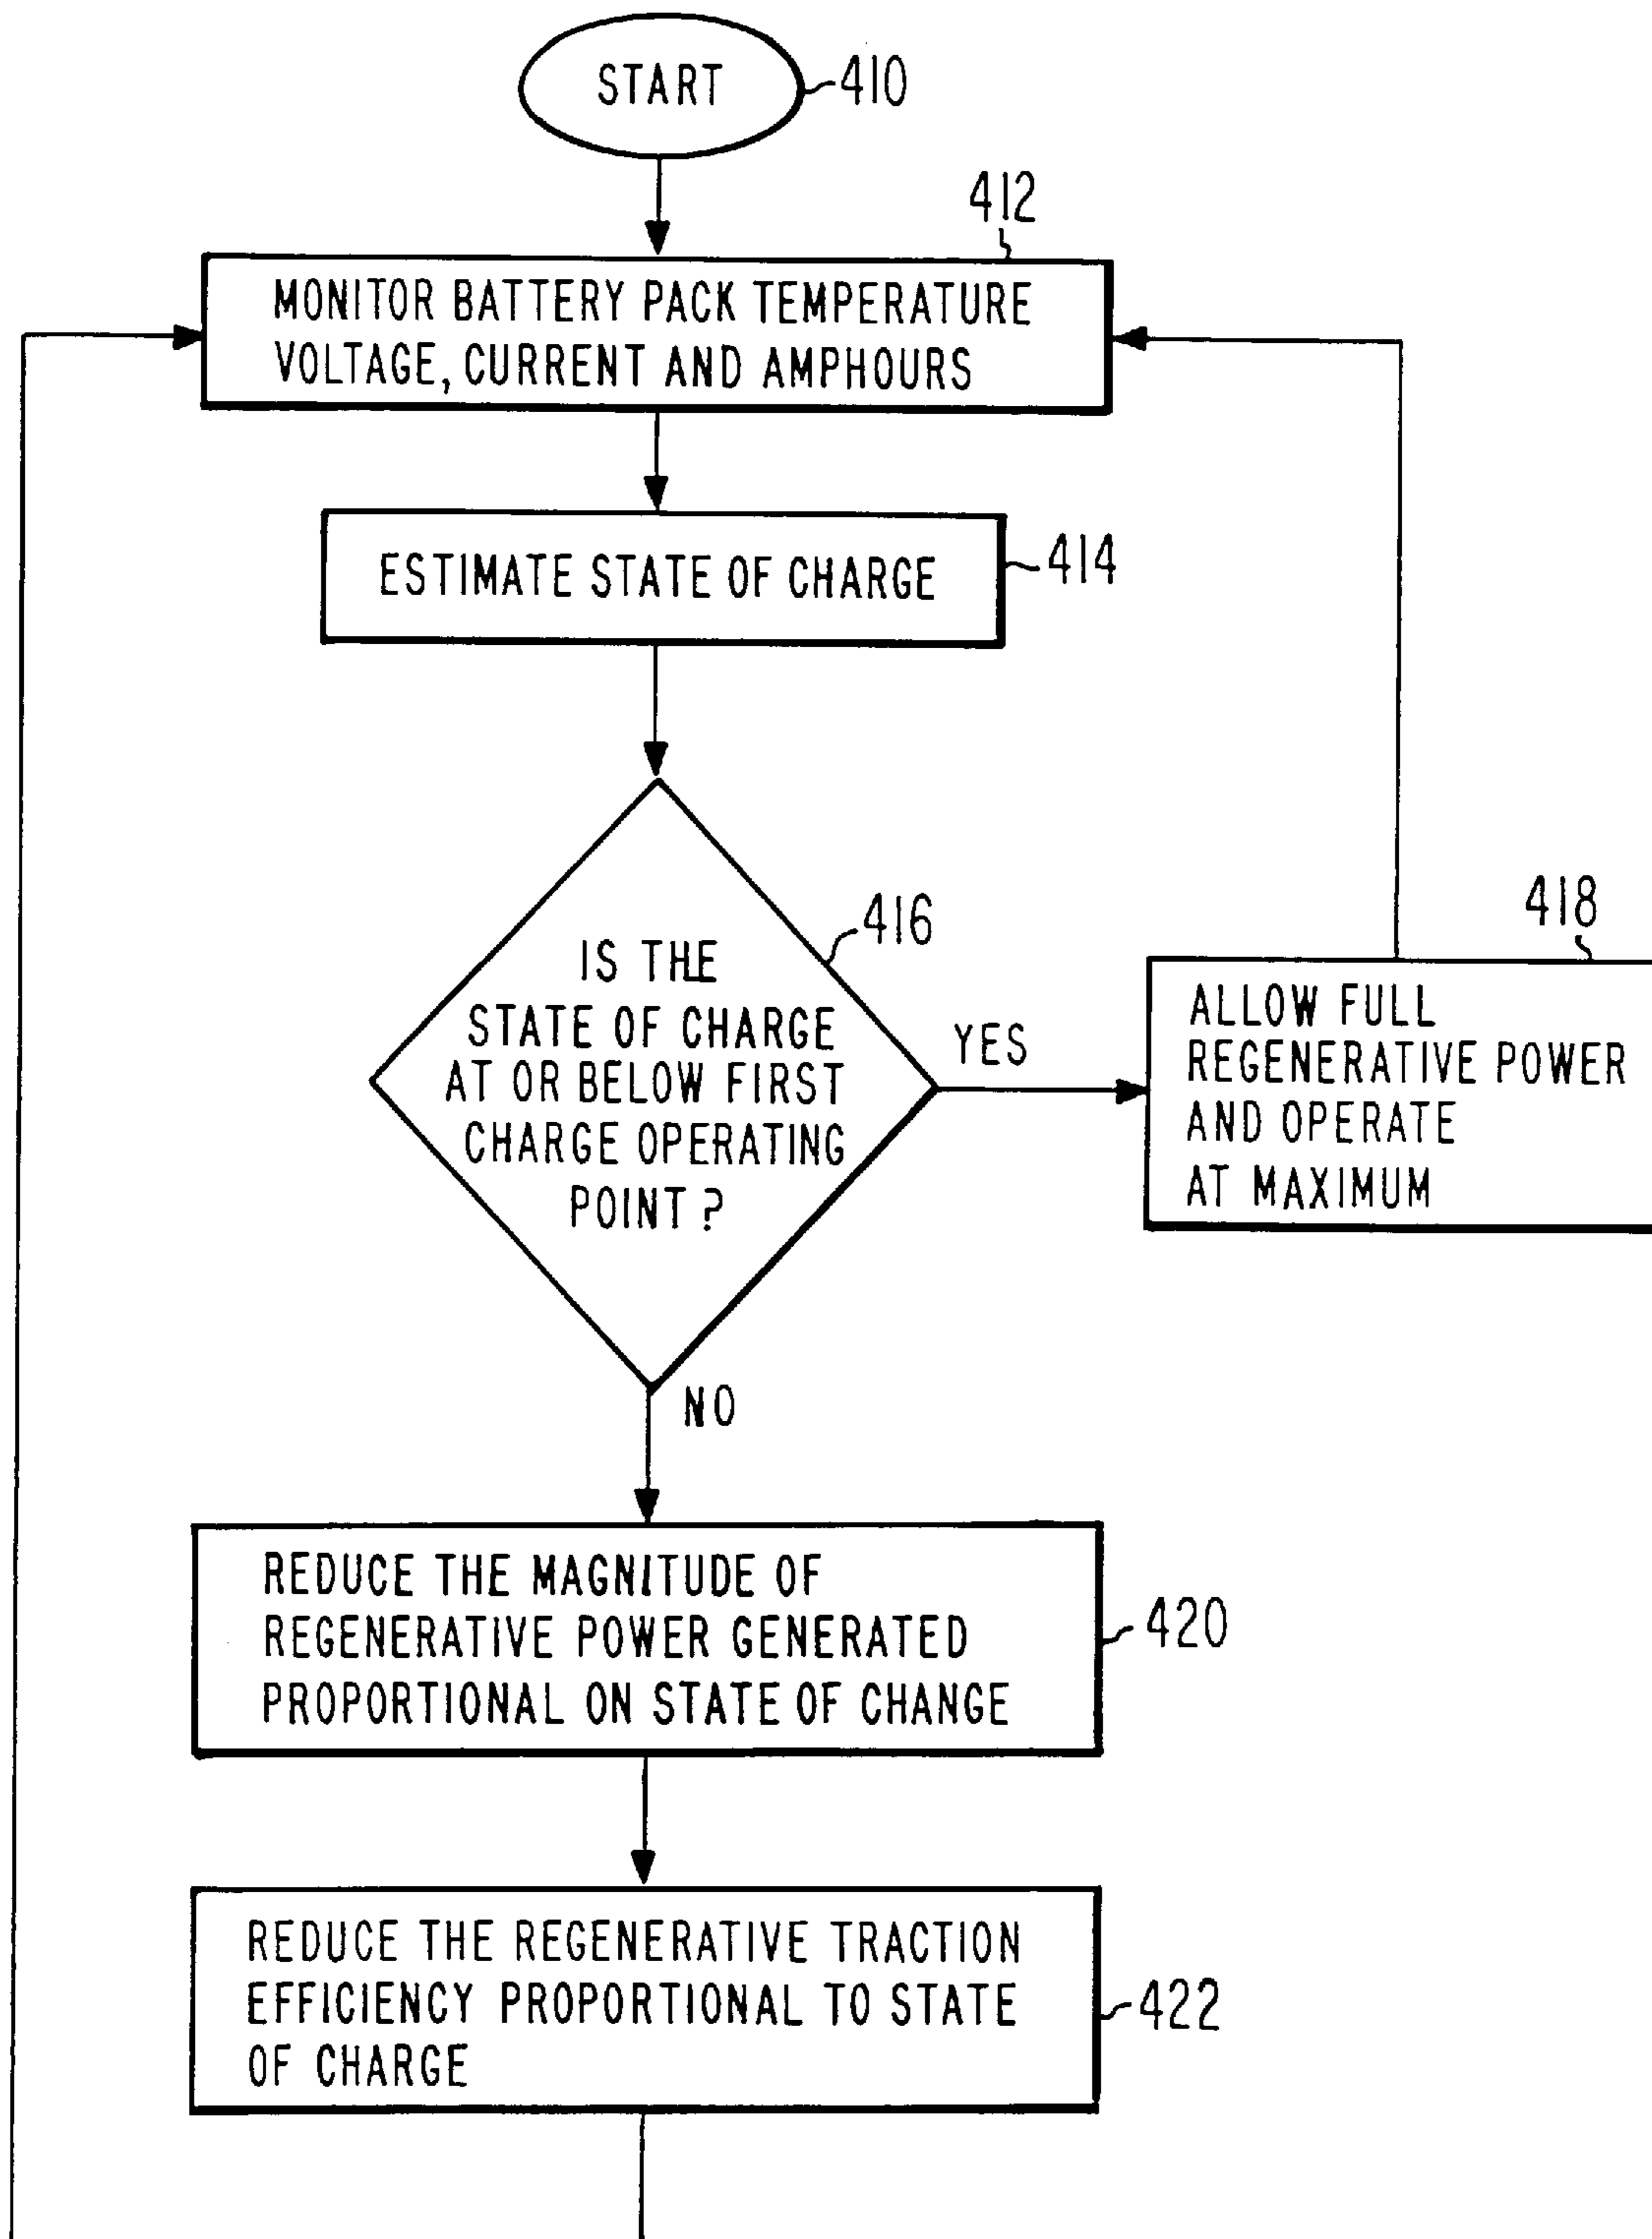 START
410
412
MONITOR BATTERY PACK TEMPERATURE
VOLTAGE, CURRENT AND AMPHOURS
ESTIMATE STATE OF CHARGE
414
416
IS THE
STATE OF CHARGE
AT OR BELOW FIRST
CHARGE OPERATING
POINT?
YES
418
ALLOW FULL
REGENERATIVE POWER
AND OPERATE
AT MAXIMUM
NO
REDUCE THE MAGNITUDE OF
REGENERATIVE POWER GENERATED
PROPORTIONAL ON STATE OF CHANGE
420
REDUCE THE REGENERATIVE TRACTION
EFFICIENCY PROPORTIONAL TO STATE
OF CHARGE
422